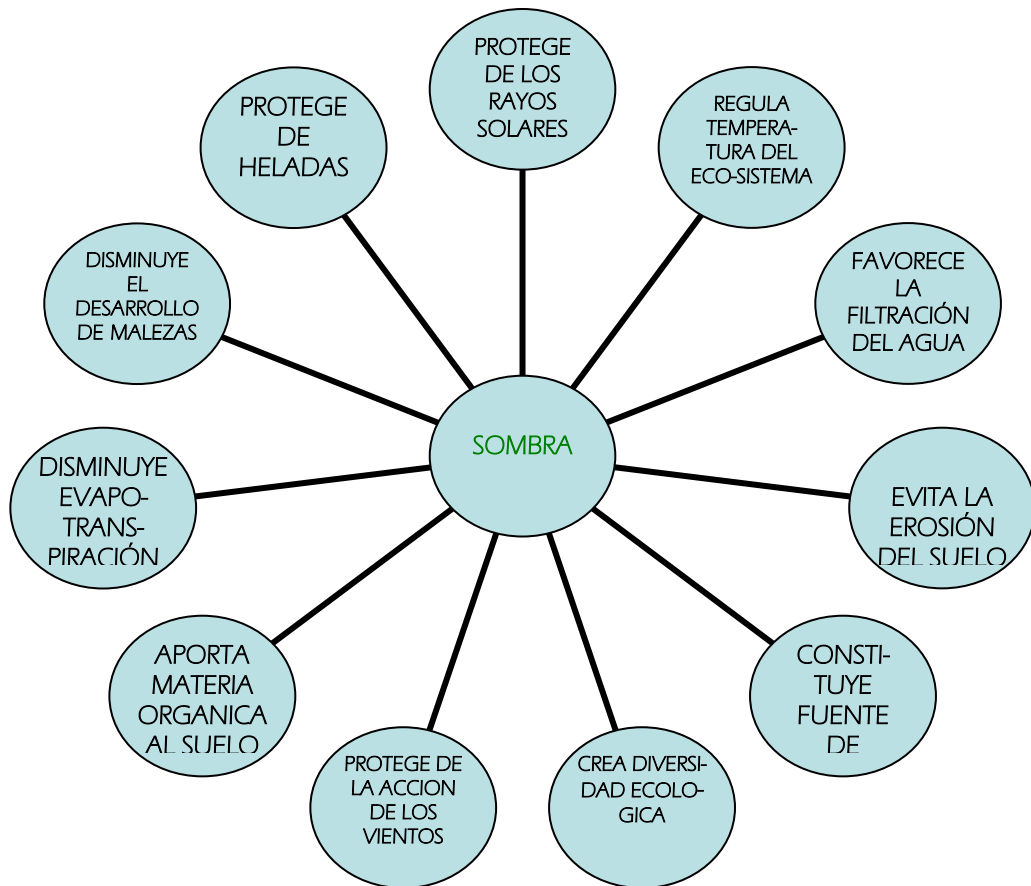 PROTEGE
DE LOS
RAYOS
SOLARES
REGULA
TEMPERA-
TURA DEL
ECO-SISTEMA
FAVORECE
LA
FILTRACIÓN
DEL AGUA
EVITA LA
EROSIÓN
DEL SUELO
CONSTI-
TUYE
FUENTE
DE
CREA DIVERSI-
DAD ECOLO-
GICA
PROTEGE DE
LA ACCION
DE LOS
VIENTOS
APORTA
MATERIA
ORGANICA
AL SUELO
DISMINUYE
EVAPO-
TRANS-
PIRACIÓN
DISMINUYE
EL
DESARROLLO
DE MALEZAS
PROTEGE
DE
HELADAS
SOMBRA